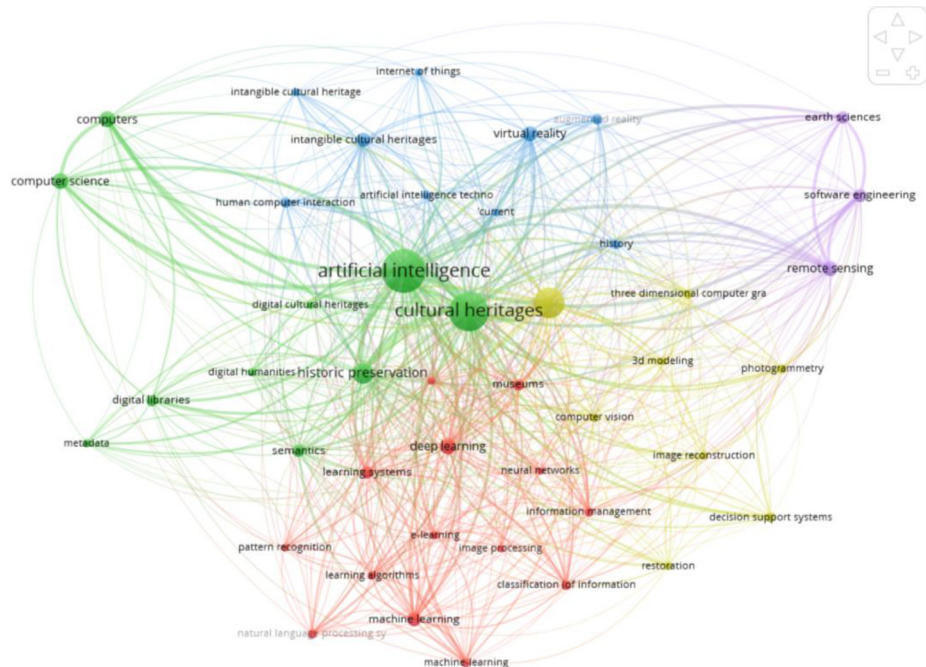 internet of things
intangible cultural heritage
computers
earth sciences
augmented reality
virtual reality
intangible cultural heritages
computer science
artificial intelligence techno
software engineering
human computer interaction
'current
history
artificial intelligence
remote sensing
three dimensional computer gra
digital cultural heritages
cultural heritages
3d modeling
photogrammetry
digital humanities
historic preservation
museums
digital libraries
computer vision
metadata
semantics
deep learning
image reconstruction
learning systems
neural networks
information management
decision support systems
e-learning
pattern recognition
image processing
restoration
learning algorithms
classification (of information
machine learning
natural language processing sy
machine-learning